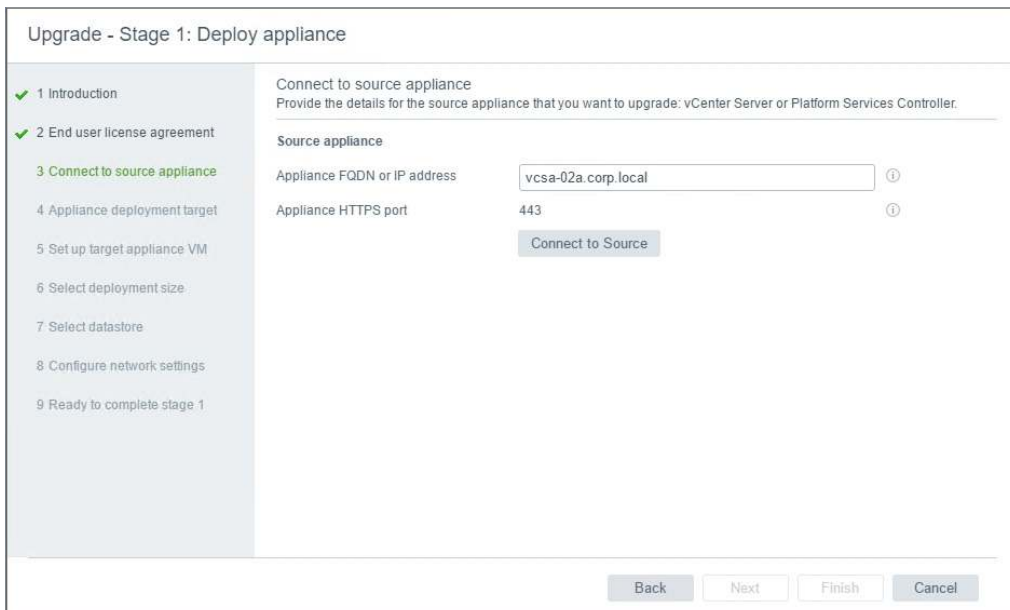 Upgrade - Stage 1: Deploy appliance
1 Introduction
2 End user license agreement
3 Connect to source appliance
4 Appliance deployment target
5 Set up target appliance VM
6 Select deployment size
7 Select datastore
8 Configure network settings
9 Ready to complete stage 1
Connect to source appliance
Provide the details for the source appliance that you want to upgrade: vCenter Server or Platform Services Controller.
Source appliance
Appliance FQDN or IP address
vcsa-02a.corp.local
Appliance HTTPS port
443
Connect to Source
Back
Next
Finish
Cancel